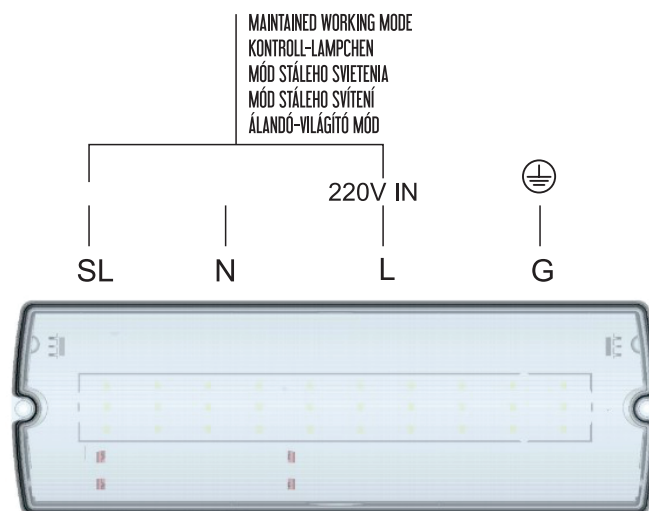 MAINTAINED WORKING MODE
KONTROLL-LAMPCHEN
MÓD STÁLEHO SVIETENIA
MÓD STÁLEHO SVÍTENÍ
ÁLANDÓ-VILÁGÍTÓ MÓD
220V IN
SL N L G